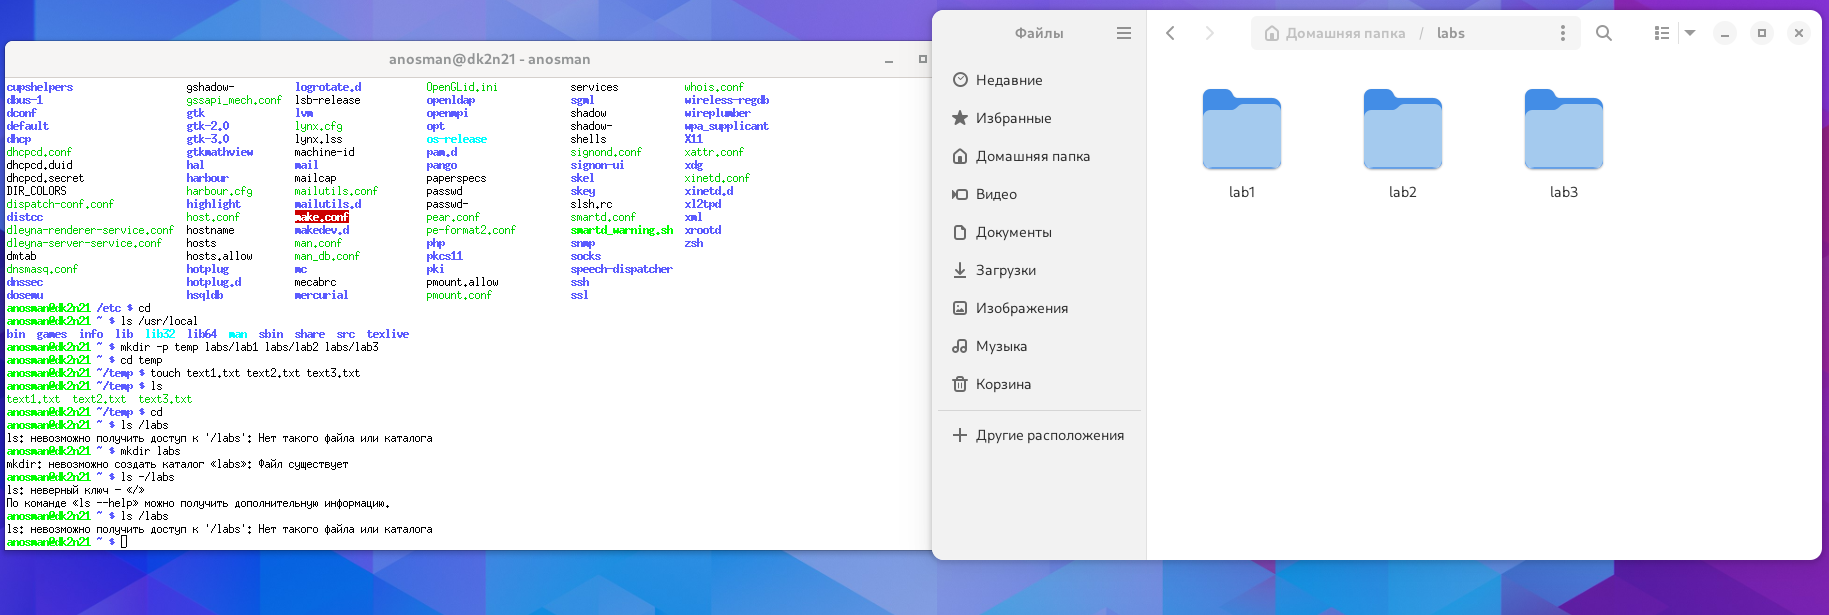 anosman@dk2n21 - anosman
cupshelpers gshadow- logrotate.d OpenGLid.ini services whois.conf
dbus-1 gssapi_mech.conf lsb-release openldap sgml wireless-regdb
dconf gtk lvm openmpi shadow wireplumber
default gtk-2.0 lynx.cfg opt shadow- wpa_supplicant
dhcp gtk-3.0 lynx.lss os-release shells X11
dhcpcd.conf gtkmathview machine-id pam.d signond.conf xattr.conf
dhcpcd.duid hal mail pango signon-ui xdg
dhcpcd.secret harbour mailcap paperspecs skel xinetd.conf
DIR_COLORS harbour.cfg mailutils.conf passwd skey xinetd.d
dispatch-conf.conf highlight mailutils.d passwd- slsh.rc xl2tpd
distcc host.conf make.conf pear.conf smartd.conf xml
dleyna-renderer-service.conf hostname makedev.d pe-format2.conf smartd_warning.sh xrootd
dleyna-server-service.conf hosts man.conf php snmp zsh
dmtab hosts.allow man_db.conf pkcs11 socks
dnsmasq.conf hotplug mc pki speech-dispatcher
dnssec hotplug.d mecabrc pmount.allow ssh
dosemu hsqldb mercurial pmount.conf ssl
anosman@dk2n21 /etc $ cd
anosman@dk2n21 ~ $ ls /usr/local
bin games info lib lib32 lib64 man sbin share src texlive
anosman@dk2n21 ~ $ mkdir -p temp labs/lab1 labs/lab2 labs/lab3
anosman@dk2n21 ~ $ cd temp
anosman@dk2n21 ~/temp $ touch text1.txt text2.txt text3.txt
anosman@dk2n21 ~/temp $ ls
text1.txt text2.txt text3.txt
anosman@dk2n21 ~/temp $ cd
anosman@dk2n21 ~ $ ls /labs
ls: невозможно получить доступ к '/labs': Нет такого файла или каталога
anosman@dk2n21 ~ $ mkdir labs
mkdir: невозможно создать каталог «labs»: Файл существует
anosman@dk2n21 ~ $ ls -/labs
ls: неверный ключ — «/»
По команде «ls --help» можно получить дополнительную информацию.
anosman@dk2n21 ~ $ ls /labs
ls: невозможно получить доступ к '/labs': Нет такого файла или каталога
anosman@dk2n21 ~ $
Файлы
Домашняя папка / labs
Недавние
Избранные
Домашняя папка
Видео
Документы
Загрузки
Изображения
Музыка
Корзина
Другие расположения
lab1 lab2 lab3